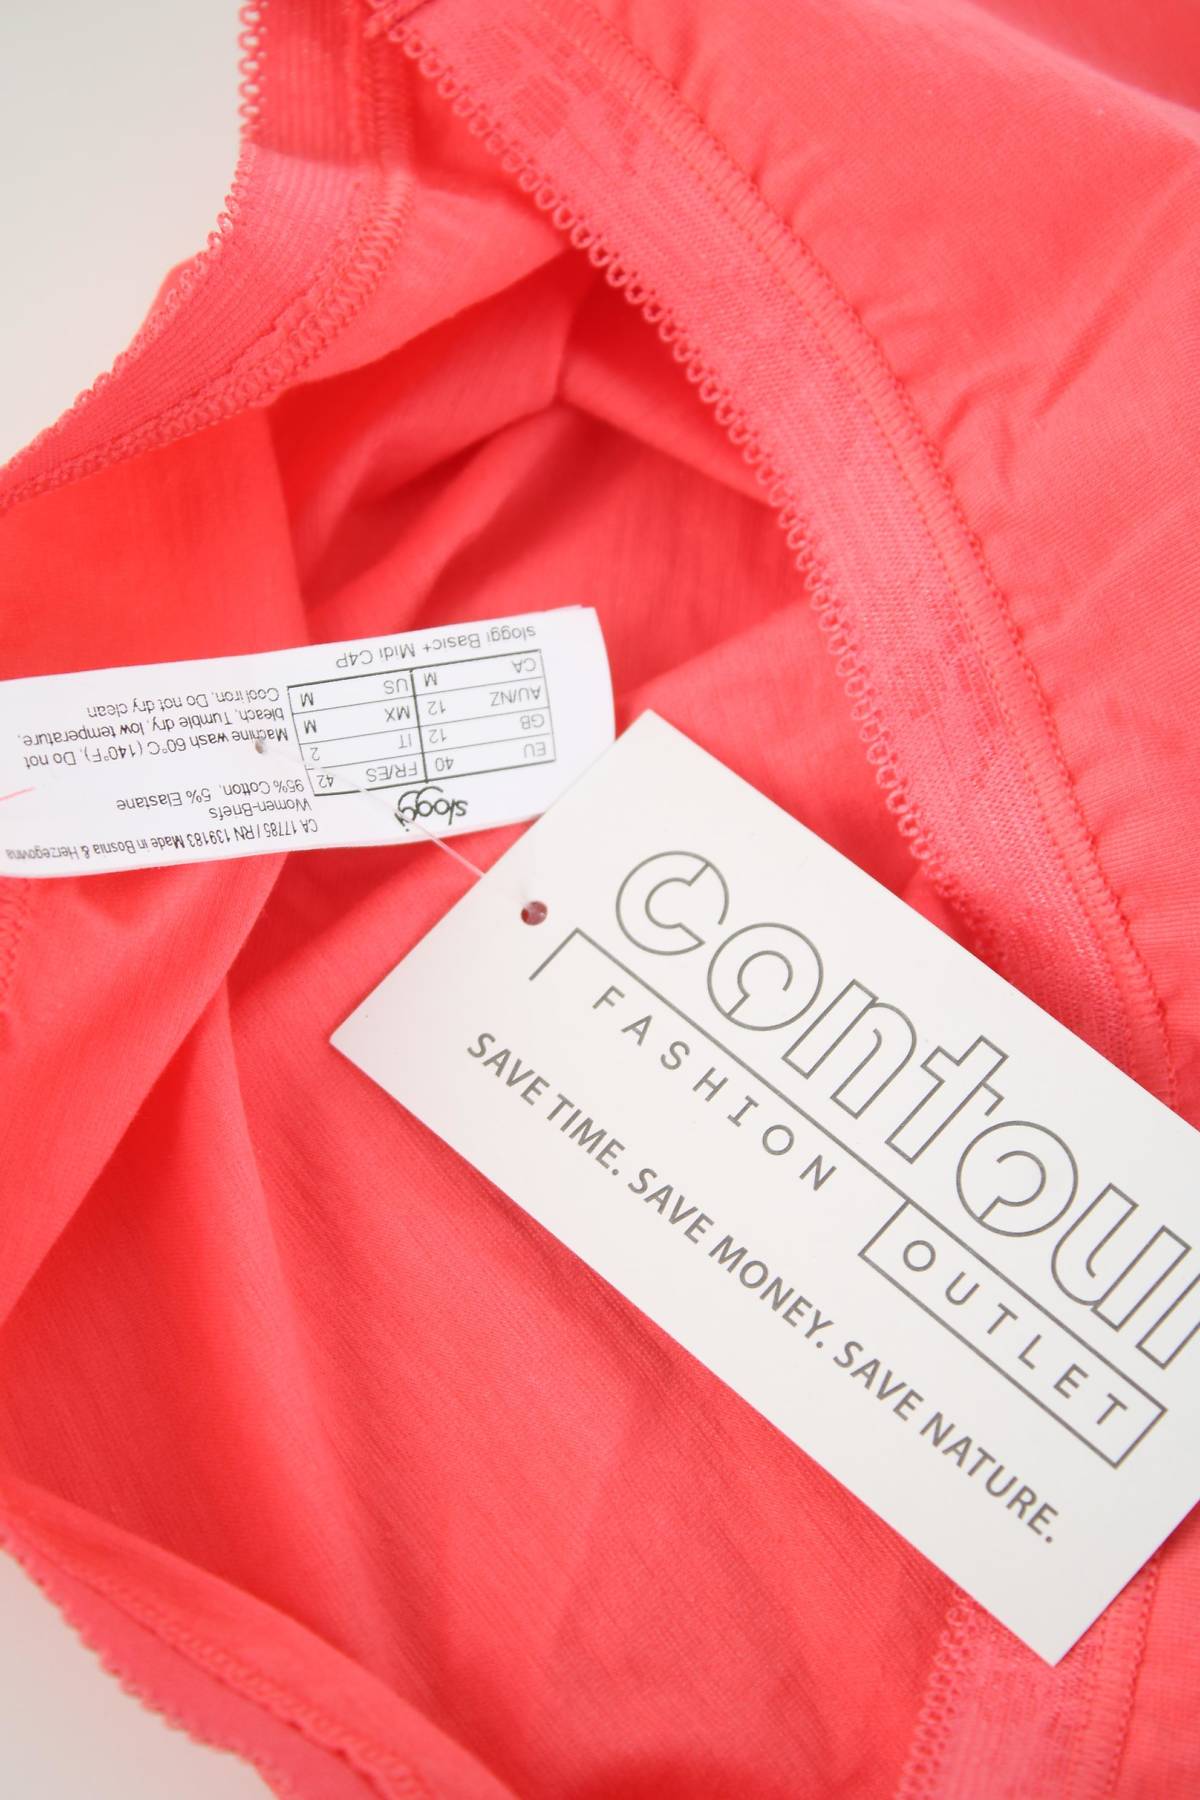 sloggi
EU 40 FR/ES 42
GB 12 IT 2
AU/NZ 12 MX M
CA M US M
sloggi Basic+ Midi C4P
CA 17785 / RN 139183 Made in Bosnia & Herzegovina
Women-Briefs
95% Cotton, 5% Elastane
Machine wash 60°C (140°F), Do not
bleach, Tumble dry, low temperature,
Cool iron, Do not dry clean
contour
FASHION
OUTLET
SAVE TIME. SAVE MONEY. SAVE NATURE.